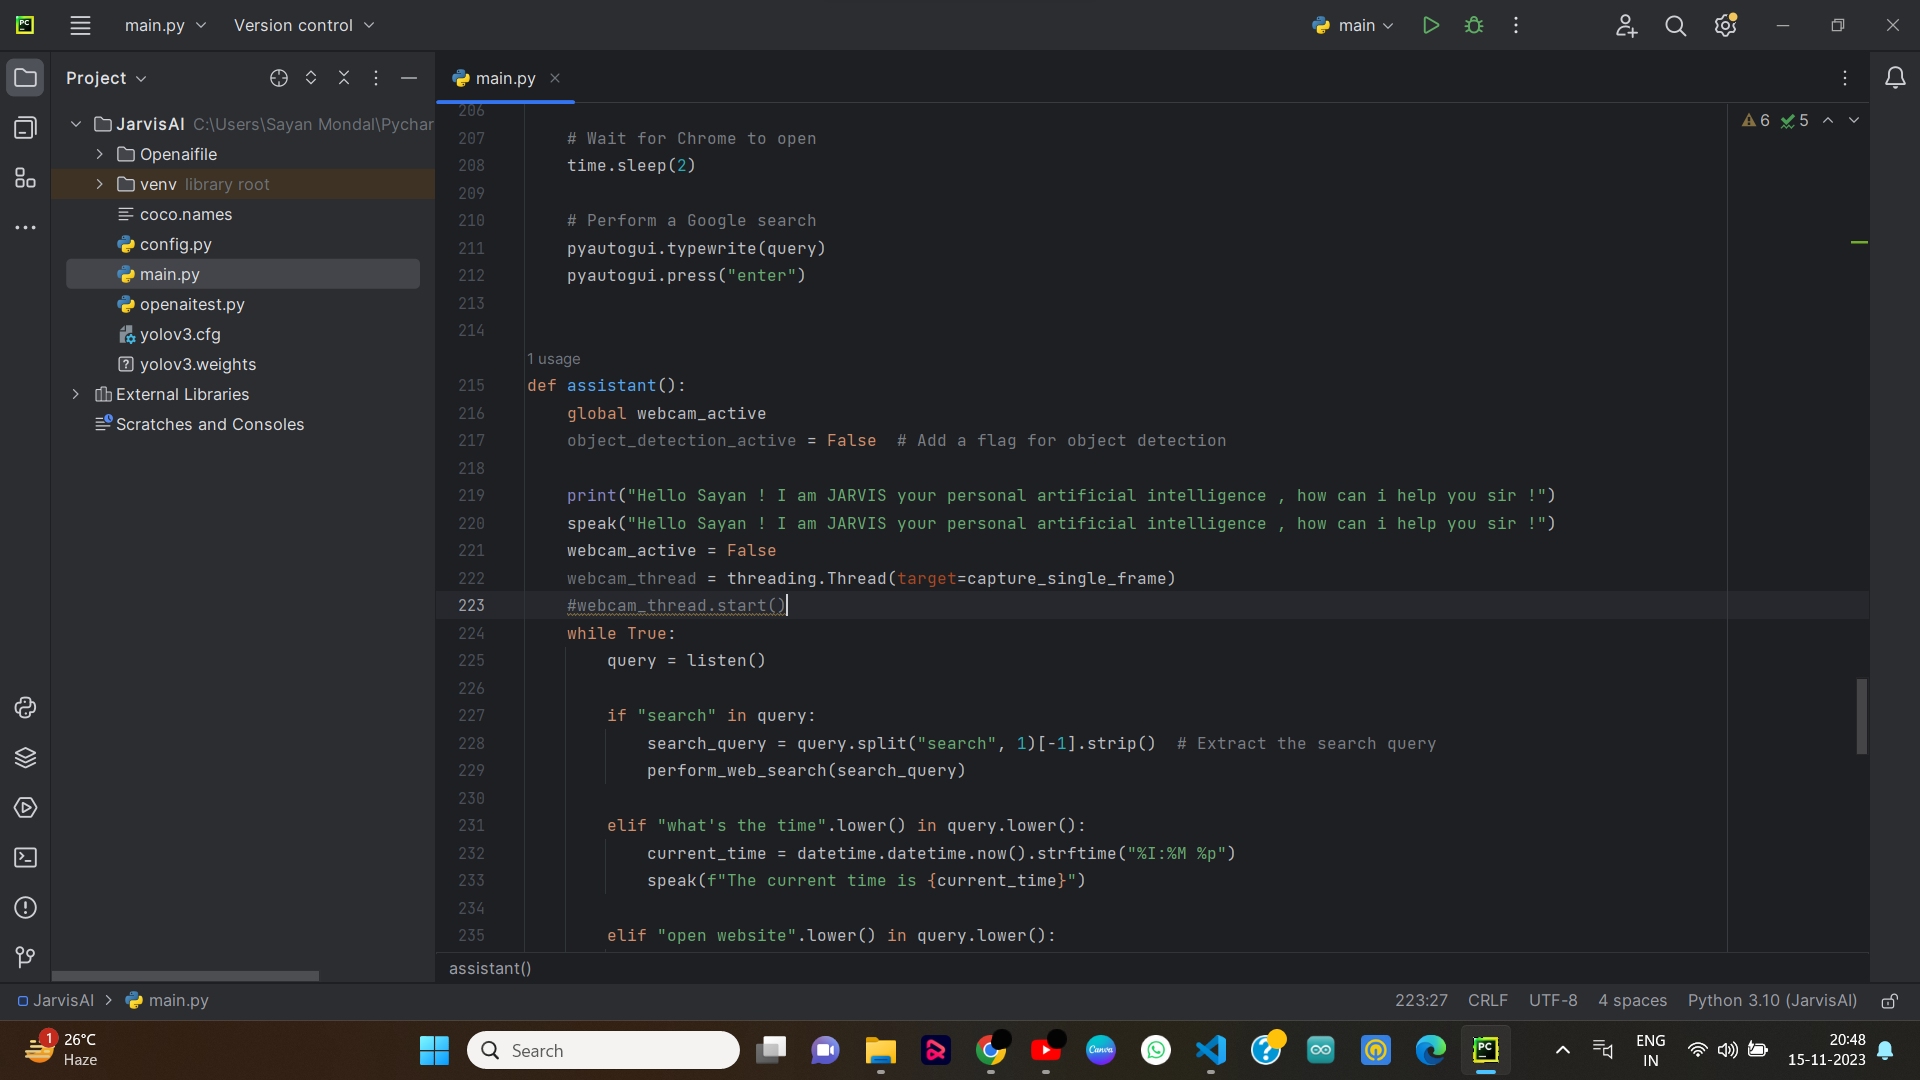 main.py
Version control
main
Project
main.py
JarvisAI C:\Users\Sayan Mondal\Pychar
Openaifile
venv library root
coco.names
config.py
main.py
openaitest.py
yolov3.cfg
yolov3.weights
External Libraries
Scratches and Consoles
6 5
206
207 # Wait for Chrome to open
208 time.sleep(2)
209
210 # Perform a Google search
211 pyautogui.typewrite(query)
212 pyautogui.press("enter")
213
214
1 usage
215 def assistant():
216 global webcam_active
217 object_detection_active = False # Add a flag for object detection
218
219 print("Hello Sayan ! I am JARVIS your personal artificial intelligence , how can i help you sir !")
220 speak("Hello Sayan ! I am JARVIS your personal artificial intelligence , how can i help you sir !")
221 webcam_active = False
222 webcam_thread = threading.Thread(target=capture_single_frame)
223 #webcam_thread.start()
224 while True:
225 query = listen()
226
227 if "search" in query:
228 search_query = query.split("search", 1)[-1].strip() # Extract the search query
229 perform_web_search(search_query)
230
231 elif "what's the time".lower() in query.lower():
232 current_time = datetime.datetime.now().strftime("%I:%M %p")
233 speak(f"The current time is {current_time}")
234
235 elif "open website".lower() in query.lower():
assistant()
JarvisAI > main.py
223:27 CRLF UTF-8 4 spaces Python 3.10 (JarvisAI)
1
26°C
Haze
Search
Canva
PC
ENG
IN
20:48
15-11-2023